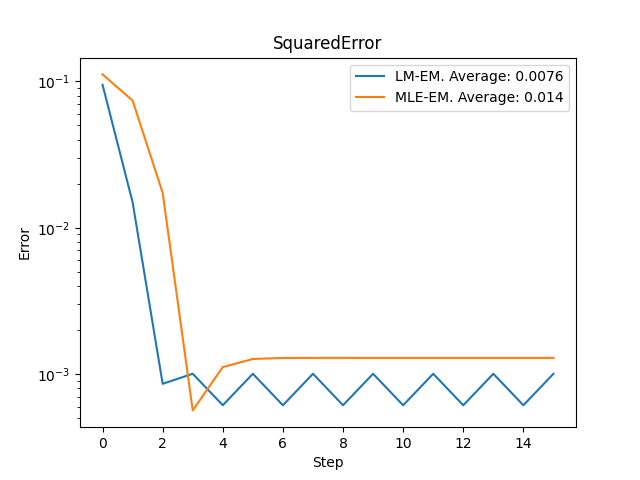 SquaredError
LM-EM. Average: 0.0076
MLE-EM. Average: 0.014
Error
10⁻¹
10⁻²
10⁻³
0 2 4 6 8 10 12 14
Step